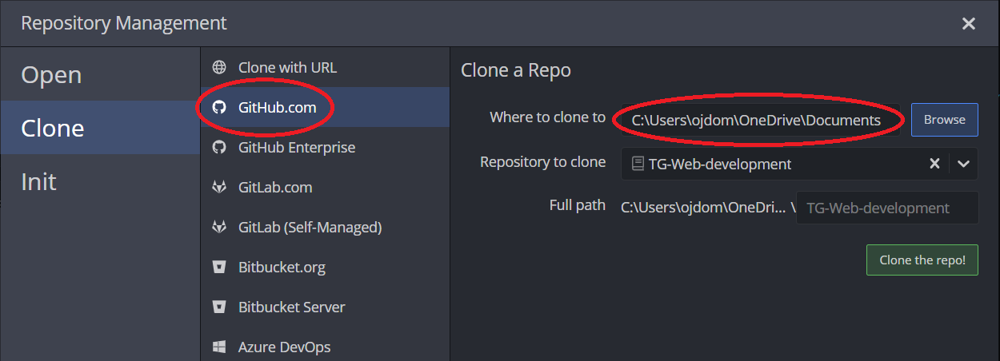 Repository Management
Open
Clone
Init
Clone with URL
GitHub.com
GitHub Enterprise
GitLab.com
GitLab (Self-Managed)
Bitbucket.org
Bitbucket Server
Azure DevOps
Clone a Repo
Where to clone to C:\Users\ojdom\OneDrive\Documents Browse
Repository to clone TG-Web-development
Full path C:\Users\ojdom\OneDri... \ TG-Web-development
Clone the repo!